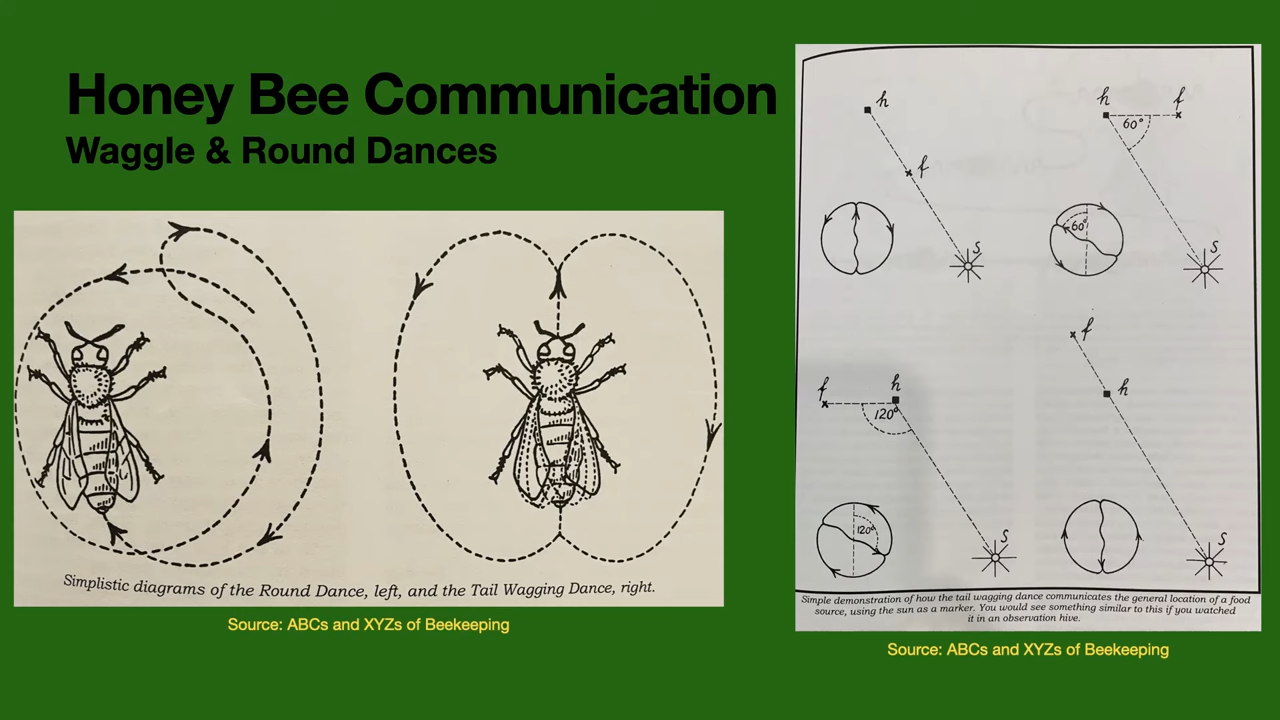 Honey Bee Communication
Waggle & Round Dances
Simplistic diagrams of the Round Dance, left, and the Tail Wagging Dance, right.
Source: ABCs and XYZs of Beekeeping
h
f
S
h
f
60°
60°
S
f
h
120°
120°
S
f
h
S
Simple demonstration of how the tail wagging dance communicates the general location of a food
source, using the sun as a marker. You would see something similar to this if you watched
it in an observation hive.
Source: ABCs and XYZs of Beekeeping